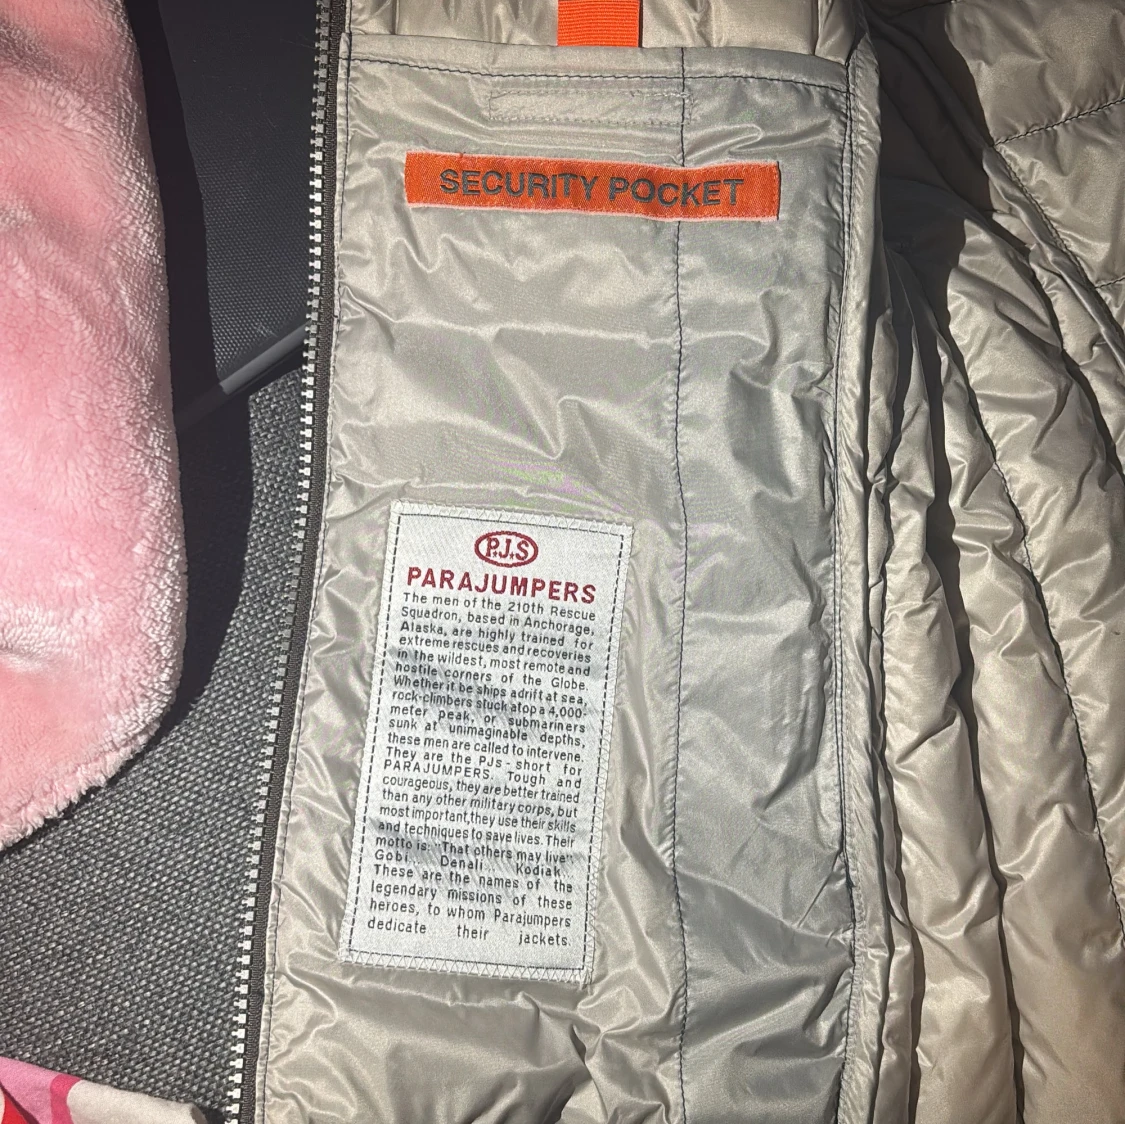 SECURITY POCKET
P.J.S
PARAJUMPERS
The men of the 210th Rescue
Squadron, based in Anchorage,
Alaska, are highly trained for
extreme rescues and recoveries
in the wildest, most remote and
hostile corners of the Globe.
Whether it be ships adrift at sea,
rock-climbers stuck atop a 4,000-
meter peak, or submariners
sunk at unimaginable depths,
these men are called to intervene.
They are the PJs - short for
PARAJUMPERS. Tough and
courageous, they are better trained
than any other military corps, but
most important,they use their skills
and techniques to save lives. Their
motto is: "That others may live".
Gobi... Denali... Kodiak...
These are the names of the
legendary missions of these
heroes, to whom Parajumpers
dedicate their jackets.